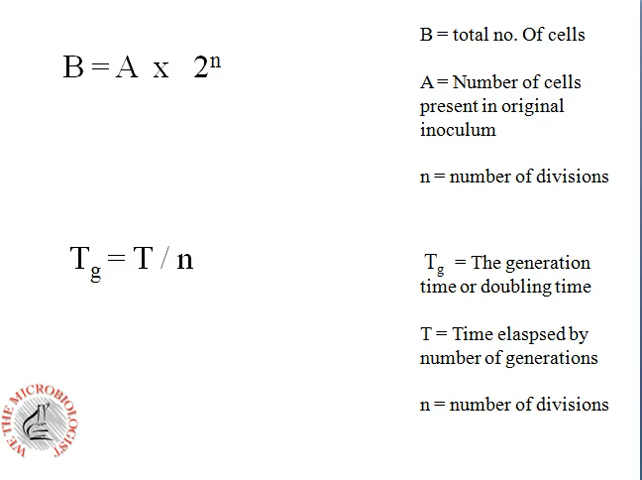 B = A x 2ⁿ
B = total no. Of cells
A = Number of cells
present in original
inoculum
n = number of divisions
Tg = T / n
Tg = The generation
time or doubling time
T = Time elaspsed by
number of generations
n = number of divisions
WE THE MICROBIOLOGIST